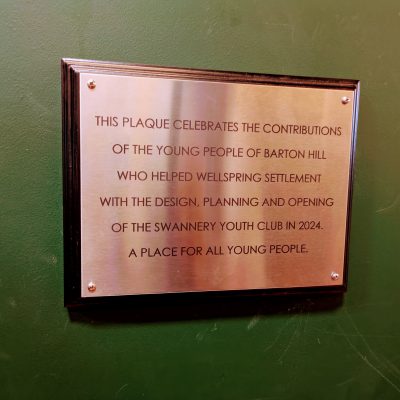 THIS PLAQUE CELEBRATES THE CONTRIBUTIONS
OF THE YOUNG PEOPLE OF BARTON HILL
WHO HELPED WELLSPRING SETTLEMENT
WITH THE DESIGN, PLANNING AND OPENING
OF THE SWANNERY YOUTH CLUB IN 2024.
A PLACE FOR ALL YOUNG PEOPLE.